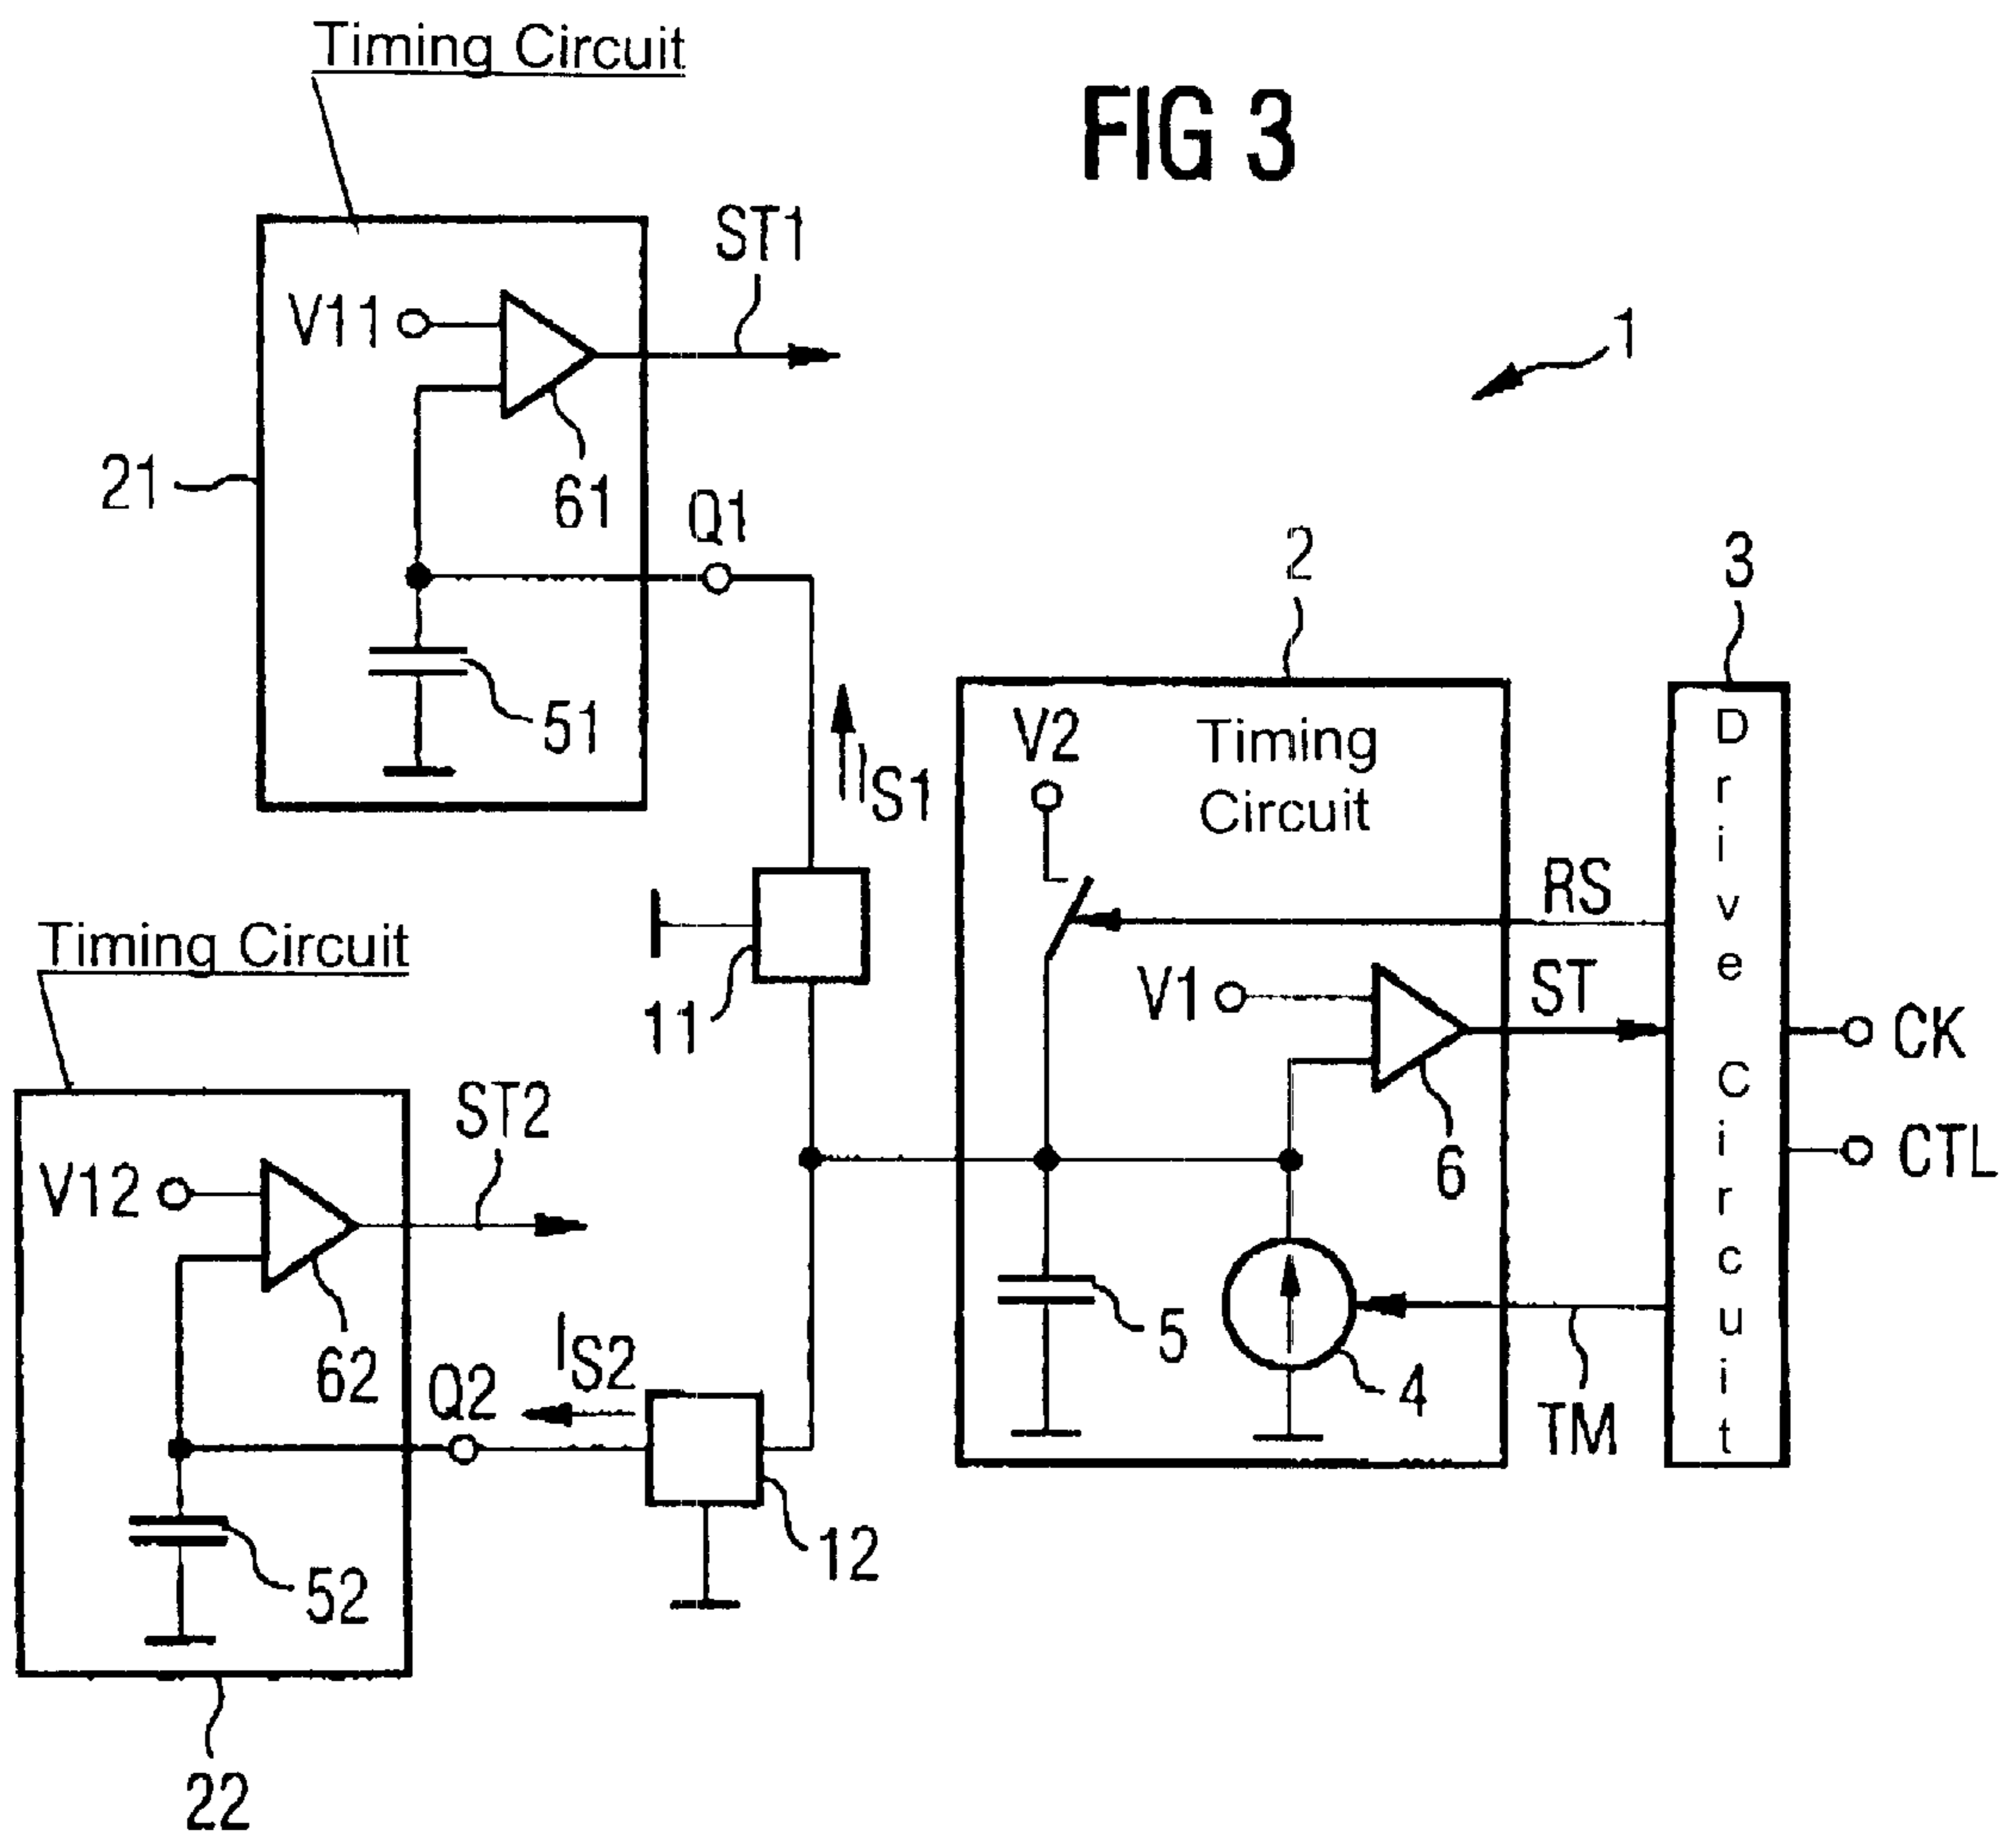 Timing Circuit
FIG 3
ST1
V11
1
21
61
Q1
2
3
51
V2
Timing
Circuit
Drive Circuit
IS1
RS
Timing Circuit
11
V1
ST
CK
ST2
CTL
V12
6
IS2
5
62
Q2
4
TM
12
52
22